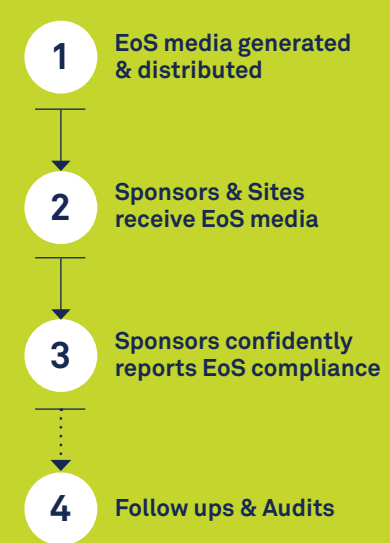 1
EoS media generated
& distributed
2
Sponsors & Sites
receive EoS media
3
Sponsors confidently
reports EoS compliance
4
Follow ups & Audits